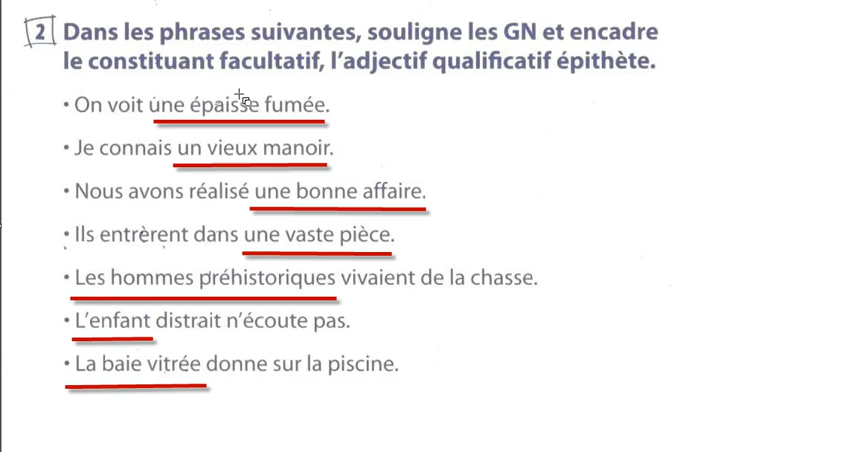 2 Dans les phrases suivantes, souligne les GN et encadre
le constituant facultatif, l'adjectif qualificatif épithète.
• On voit une épaisse fumée.
• Je connais un vieux manoir.
• Nous avons réalisé une bonne affaire.
• Ils entrèrent dans une vaste pièce.
• Les hommes préhistoriques vivaient de la chasse.
• L'enfant distrait n'écoute pas.
• La baie vitrée donne sur la piscine.